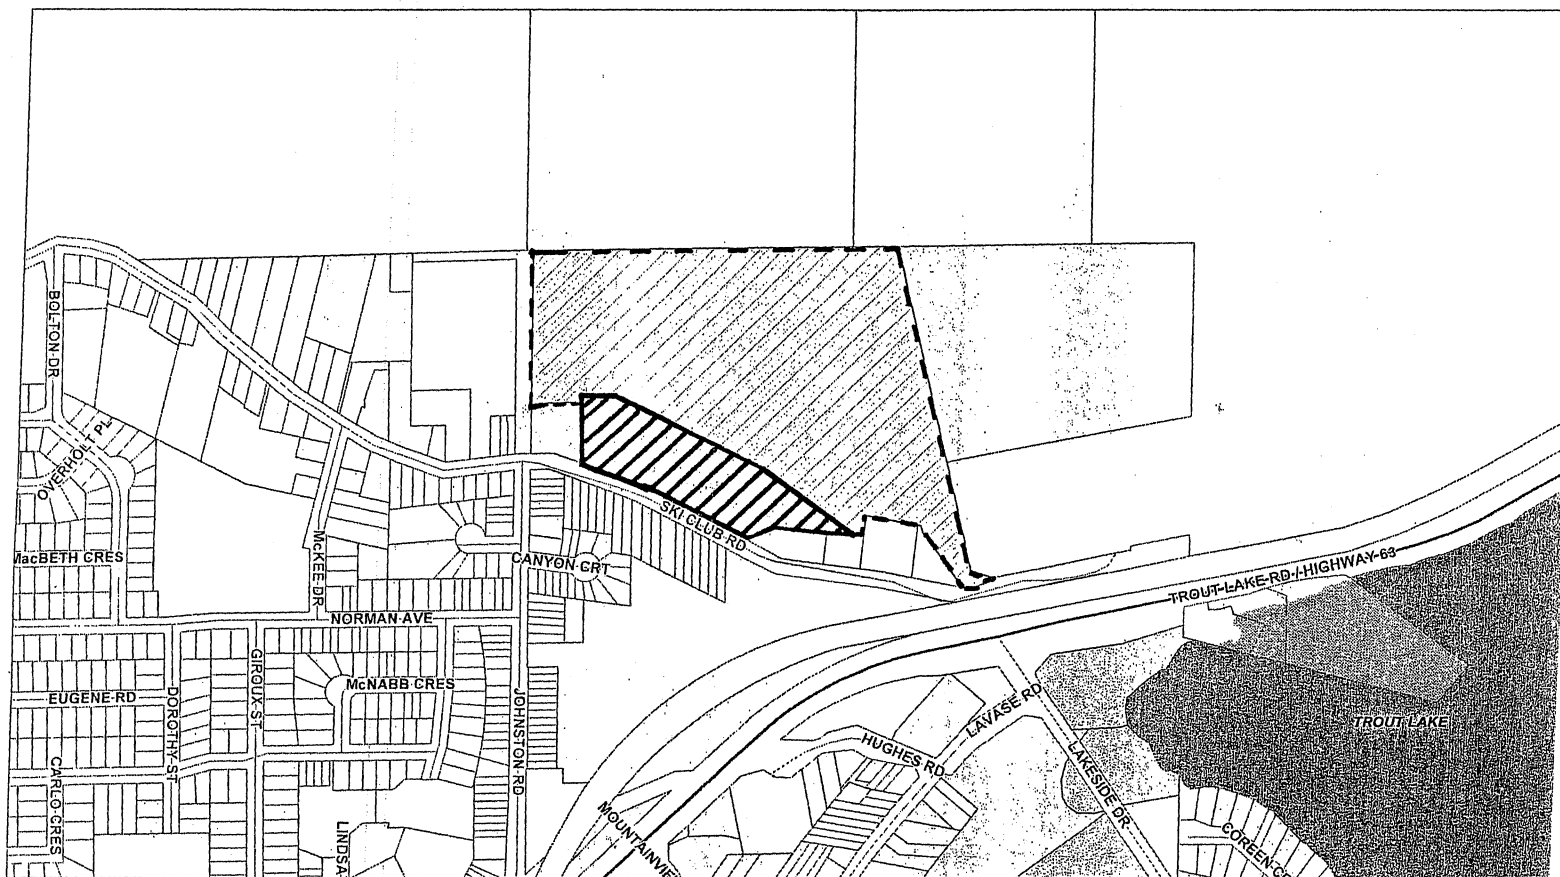 BOLTON DR
OVERHOLT PL
MacBETH CRES
McKEE DR
SKI CLUB RD
CANYON CRT
NORMAN AVE
TROUT LAKE RD / HIGHWAY 63
EUGENE RD
DOROTHY ST
GIROUX ST
McNABB CRES
JOHNSTON RD
LAVASE RD
TROUT LAKE
HUGHES RD
LAKESIDE DR
CARLO CRES
LINDSA
MOUNTAINVIE
COREEN C